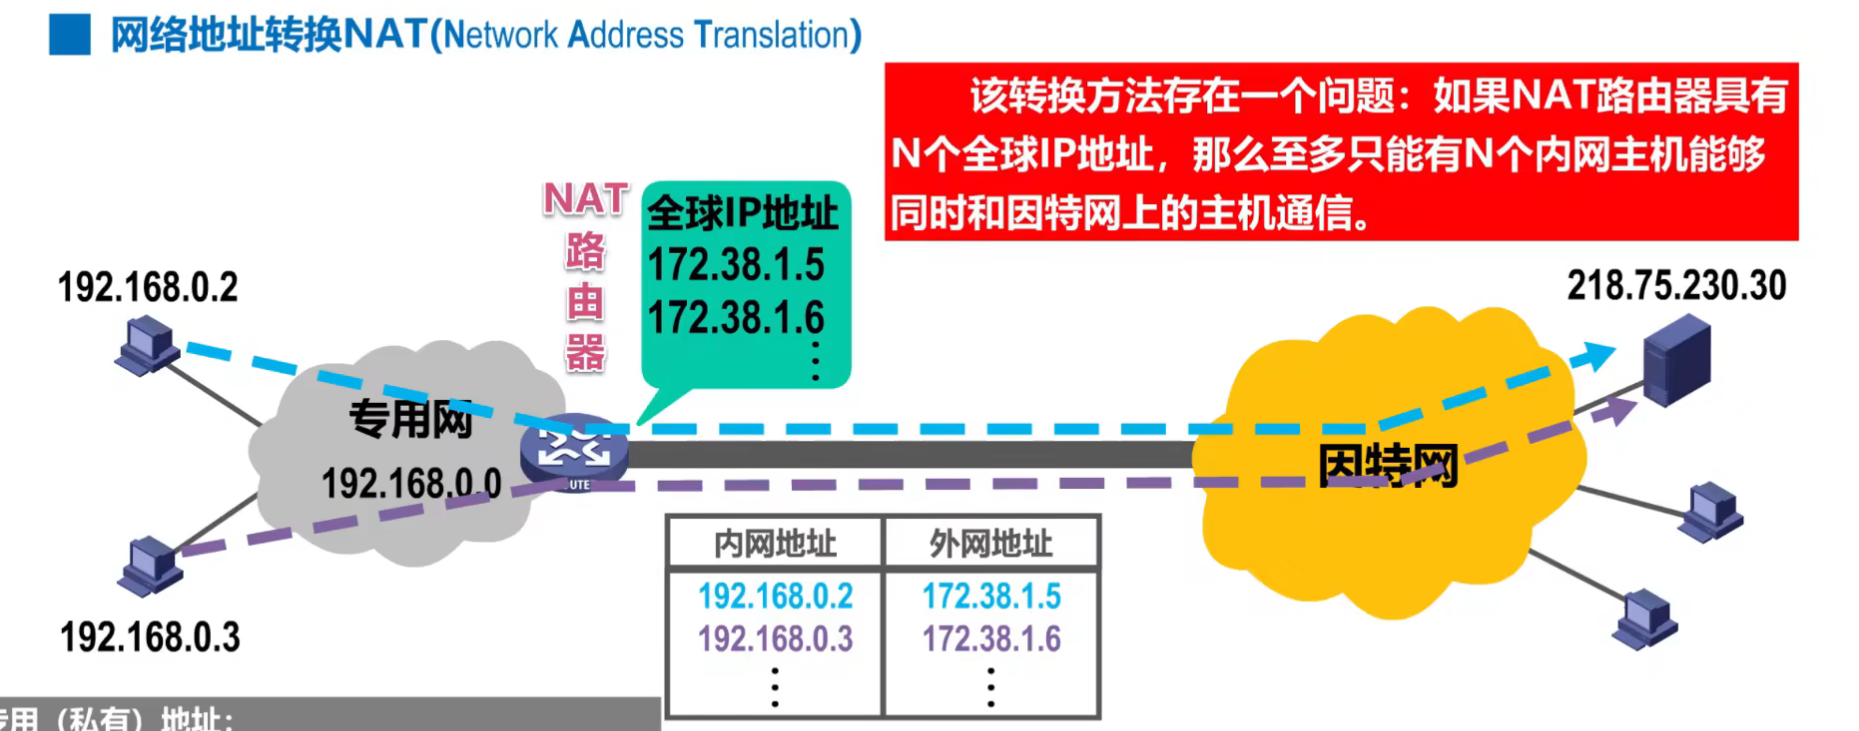 网络地址转换NAT(Network Address Translation)
该转换方法存在一个问题：如果NAT路由器具有
N个全球IP地址，那么至多只能有N个内网主机能够
同时和因特网上的主机通信。
NAT
路
由
器
全球IP地址
172.38.1.5
172.38.1.6
192.168.0.2
218.75.230.30
专用网
192.168.0.0
因特网
192.168.0.3
内网地址 外网地址
192.168.0.2 172.38.1.5
192.168.0.3 172.38.1.6
专用（私有）地址：